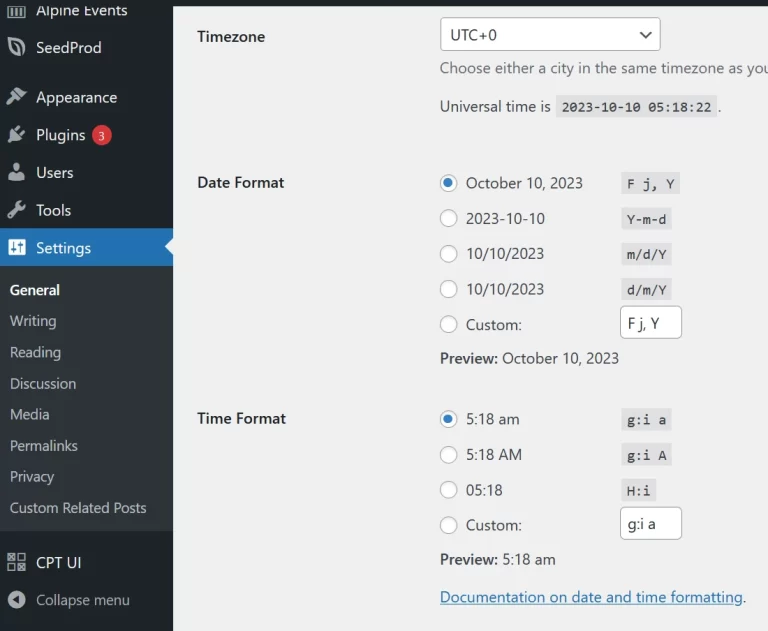 Alpine Events
SeedProd
Appearance
Plugins 3
Users
Tools
Settings
General
Writing
Reading
Discussion
Media
Permalinks
Privacy
Custom Related Posts
CPT UI
Collapse menu
Timezone
UTC+0
Choose either a city in the same timezone as you
Universal time is 2023-10-10 05:18:22 .
Date Format
October 10, 2023 F j, Y
2023-10-10 Y-m-d
10/10/2023 m/d/Y
10/10/2023 d/m/Y
Custom: F j, Y
Preview: October 10, 2023
Time Format
5:18 am g:i a
5:18 AM g:i A
05:18 H:i
Custom: g:i a
Preview: 5:18 am
Documentation on date and time formatting.